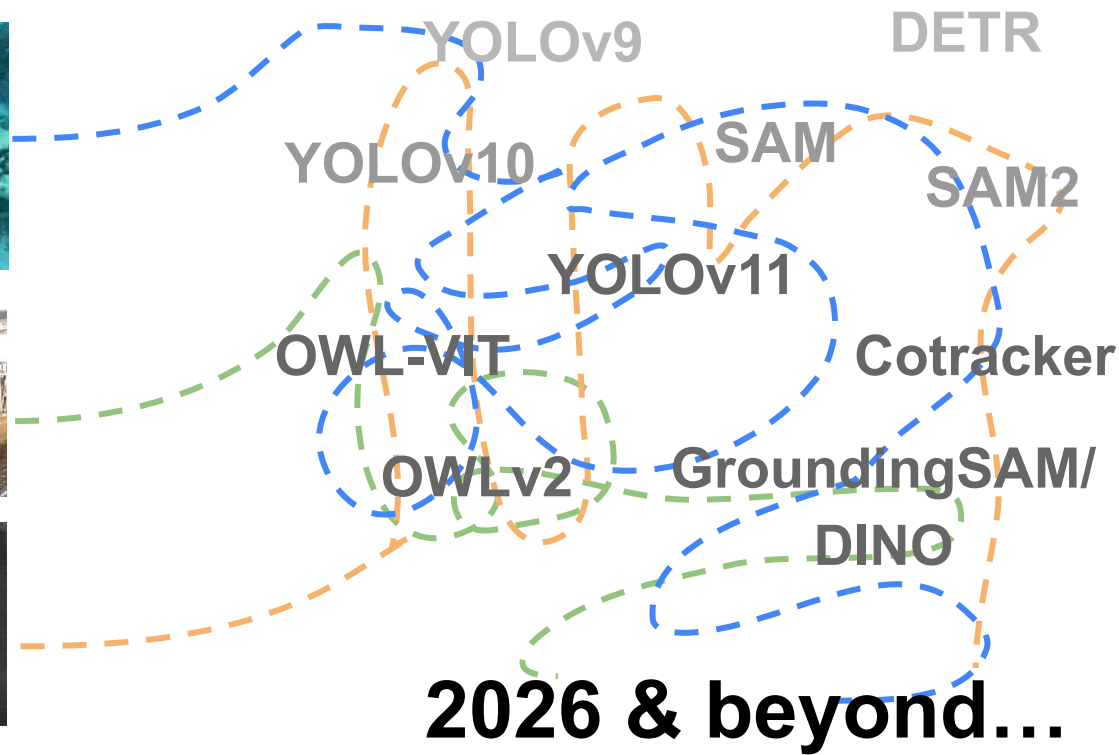 YOLOv9
DETR
YOLOv10
SAM
SAM2
YOLOv11
OWL-VIT
Cotracker
OWLv2
GroundingSAM/
DINO
2026 & beyond…